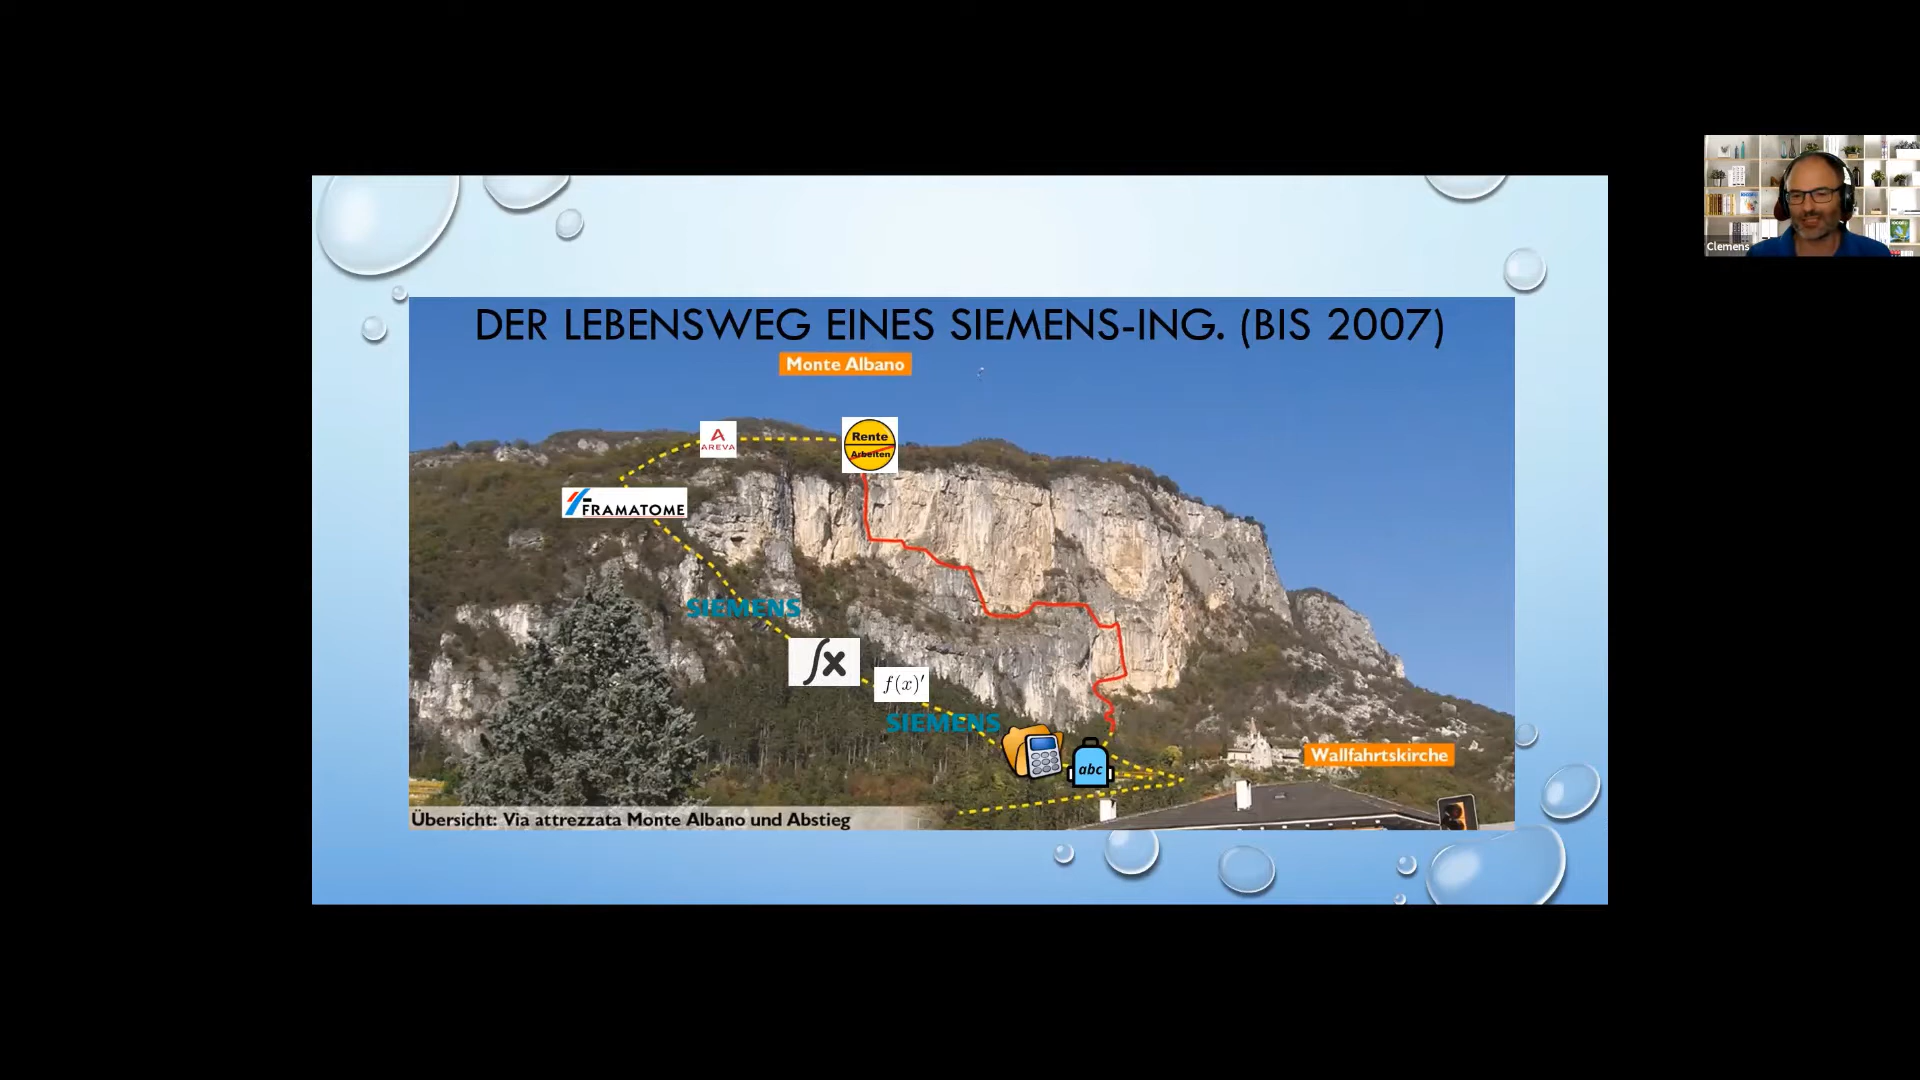 DER LEBENSWEG EINES SIEMENS-ING. (BIS 2007)
Monte Albano
Rente
Arbeiten
AREVA
FRAMATOME
SIEMENS
∫x
f(x)′
SIEMENS
abc
Wallfahrtskirche
Übersicht: Via attrezzata Monte Albano und Abstieg
Clemens